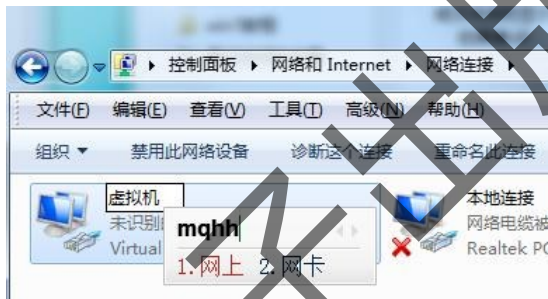 控制面板 ▸ 网络和 Internet ▸ 网络连接 ▸
文件(F) 编辑(E) 查看(V) 工具(T) 高级(N) 帮助(H)
组织 ▼ 禁用此网络设备 诊断这个连接 重命名此连接
虚拟机
未识别
Virtual
mqhh
1.网上 2.网卡
本地连接
网络电缆被
Realtek PC